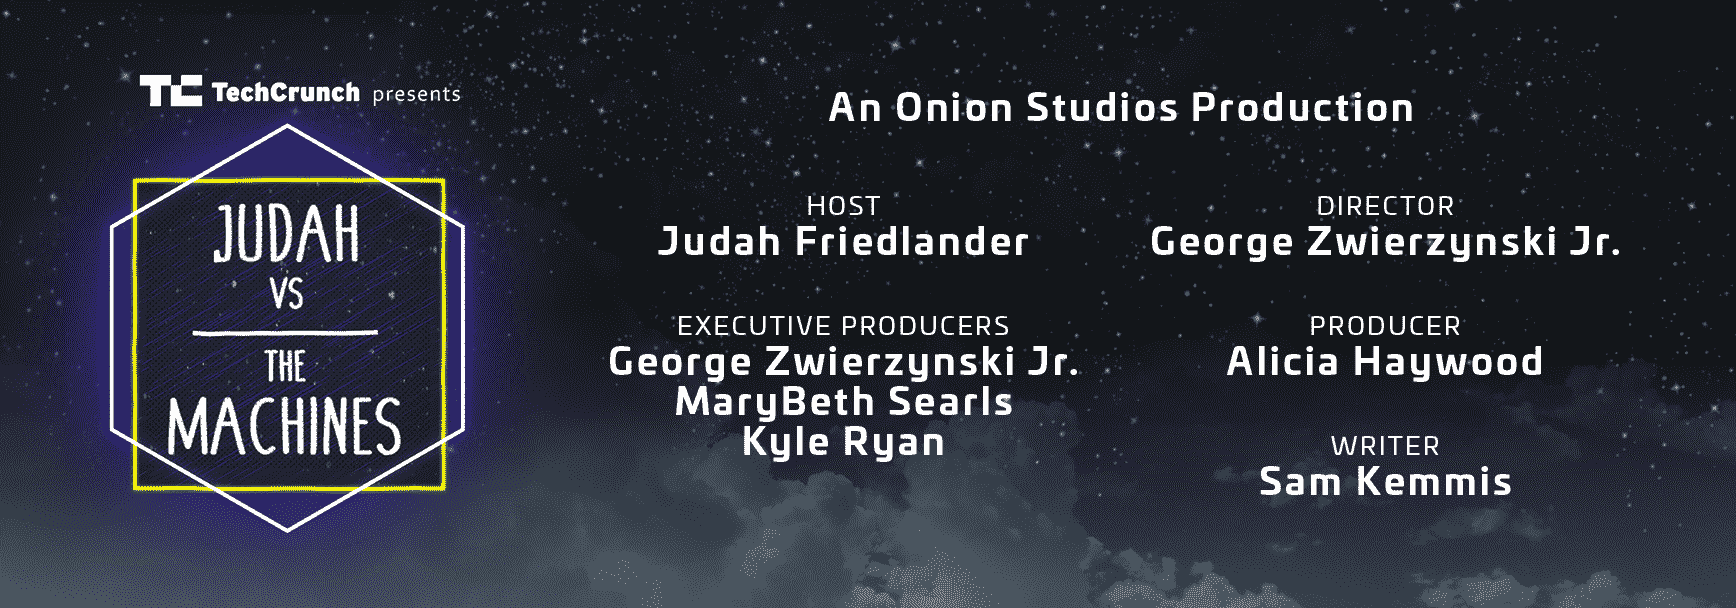 TC TechCrunch presents
JUDAH
VS
THE
MACHINES
An Onion Studios Production
HOST
Judah Friedlander
EXECUTIVE PRODUCERS
George Zwierzynski Jr.
MaryBeth Searls
Kyle Ryan
DIRECTOR
George Zwierzynski Jr.
PRODUCER
Alicia Haywood
WRITER
Sam Kemmis